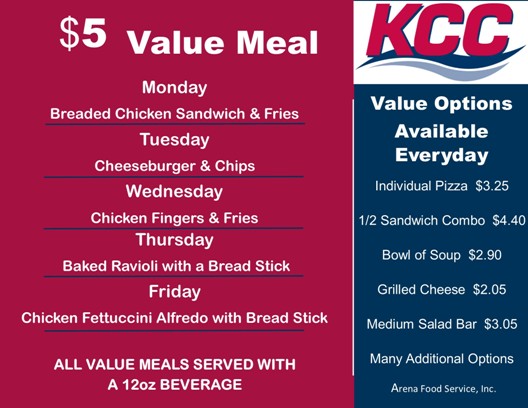 $5 Value Meal
Monday
Breaded Chicken Sandwich & Fries
Tuesday
Cheeseburger & Chips
Wednesday
Chicken Fingers & Fries
Thursday
Baked Ravioli with a Bread Stick
Friday
Chicken Fettuccini Alfredo with Bread Stick
ALL VALUE MEALS SERVED WITH
A 12oz BEVERAGE
KCC
Value Options
Available
Everyday
Individual Pizza $3.25
1/2 Sandwich Combo $4.40
Bowl of Soup $2.90
Grilled Cheese $2.05
Medium Salad Bar $3.05
Many Additional Options
Arena Food Service, Inc.